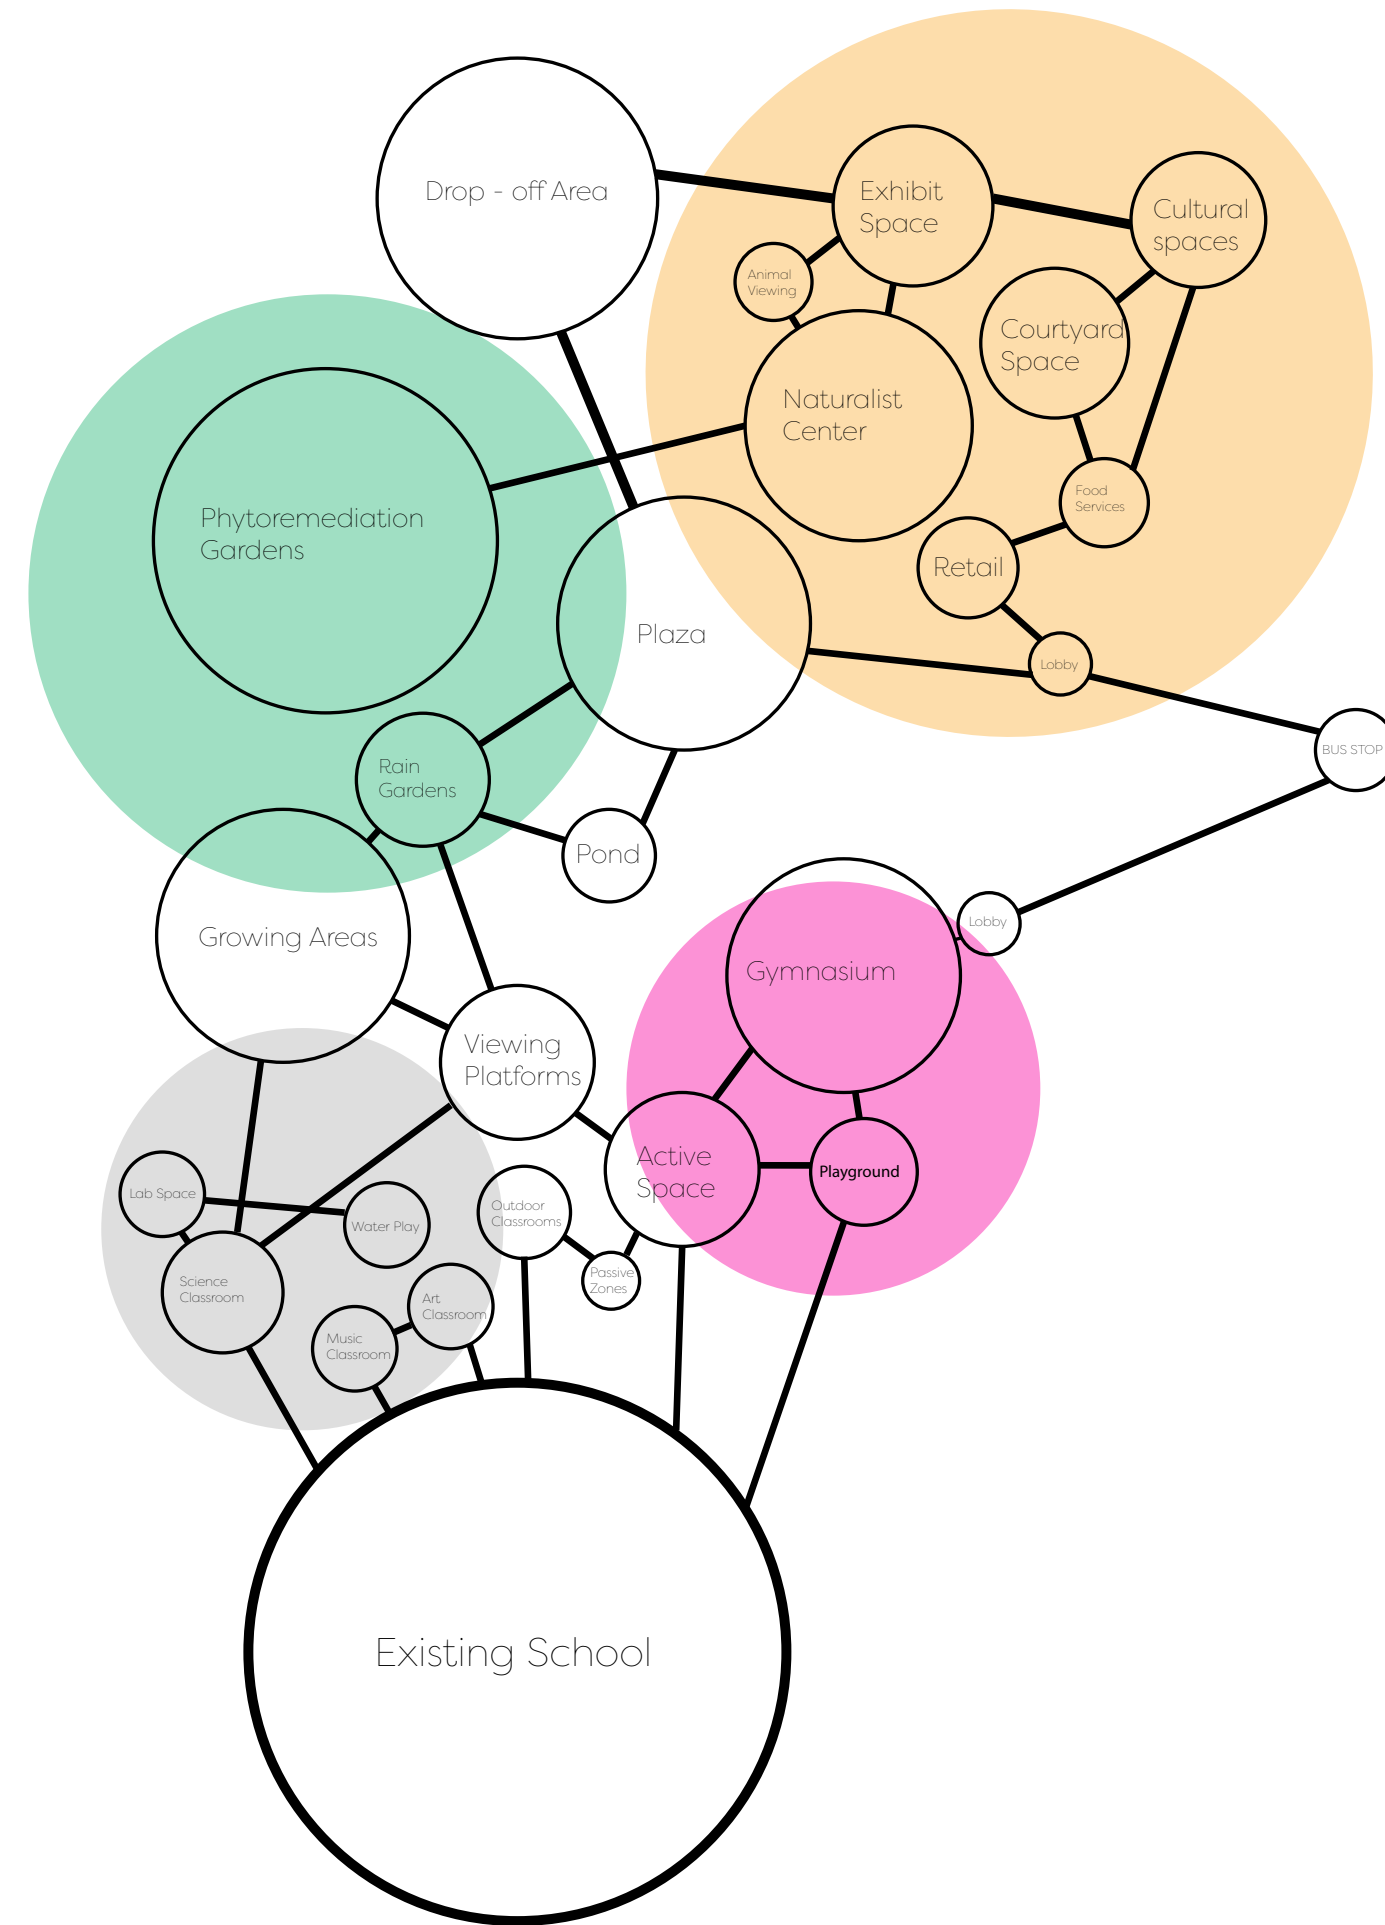 Drop - off Area
Exhibit
Space
Cultural
spaces
Animal
Viewing
Courtyard
Space
Naturalist
Center
Food
Services
Phytoremediation
Gardens
Retail
Plaza
Lobby
BUS STOP
Rain
Gardens
Pond
Lobby
Growing Areas
Gymnasium
Viewing
Platforms
Active
Space
Playground
Lab Space
Water Play
Outdoor
Classrooms
Passive
Zones
Science
Classroom
Art
Classroom
Music
Classroom
Existing School